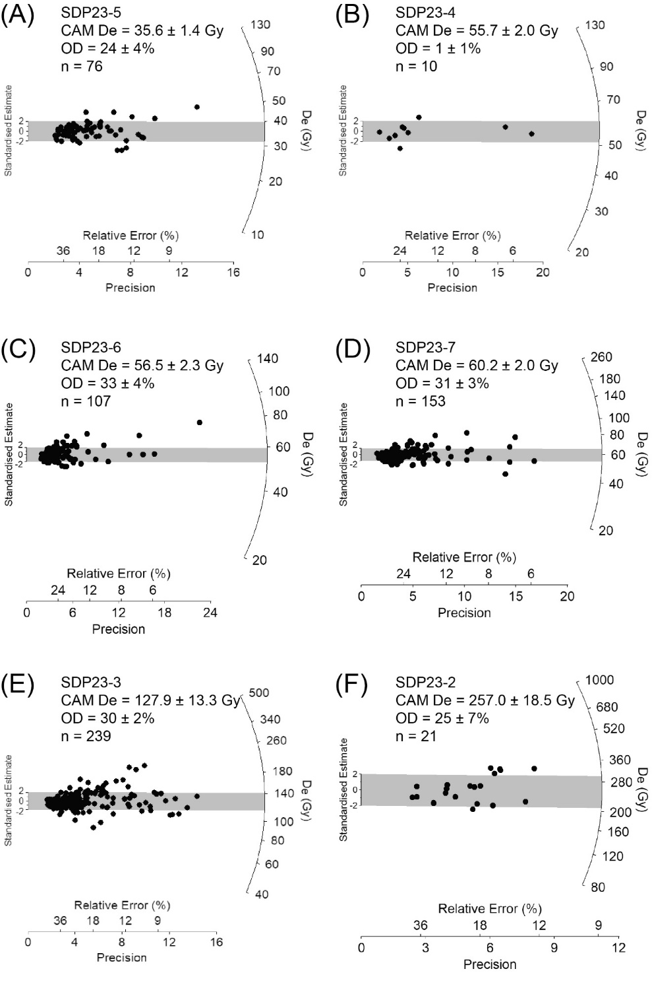 (A)
SDP23-5
CAM De = 35.6 ± 1.4 Gy
OD = 24 ± 4%
n = 76
130
90
70
50
40
30
20
10
De (Gy)
Standardised Estimate
2
0
-2
Relative Error (%)
36 18 12 9
0 4 8 12 16
Precision
(B)
SDP23-4
CAM De = 55.7 ± 2.0 Gy
OD = 1 ± 1%
n = 10
130
90
70
50
40
30
20
De (Gy)
Standardised Estimate
2
0
-2
Relative Error (%)
24 12 8 6
0 5 10 15 20
Precision
(C)
SDP23-6
CAM De = 56.5 ± 2.3 Gy
OD = 33 ± 4%
n = 107
140
100
80
60
40
20
De (Gy)
Standardised Estimate
2
0
-2
Relative Error (%)
24 12 8 6
0 6 12 18 24
Precision
(D)
SDP23-7
CAM De = 60.2 ± 2.0 Gy
OD = 31 ± 3%
n = 153
260
180
140
100
80
60
40
20
De (Gy)
Standardised Estimate
2
0
-2
Relative Error (%)
24 12 8 6
0 5 10 15 20
Precision
(E)
SDP23-3
CAM De = 127.9 ± 13.3 Gy
OD = 30 ± 2%
n = 239
500
340
260
180
140
100
80
60
40
De (Gy)
Standardised Estimate
2
0
-2
Relative Error (%)
36 18 12 9
0 4 8 12 16
Precision
(F)
SDP23-2
CAM De = 257.0 ± 18.5 Gy
OD = 25 ± 7%
n = 21
1000
680
520
360
280
200
160
120
80
De (Gy)
Standardised Estimate
2
0
-2
Relative Error (%)
36 18 12 9
0 3 6 9 12
Precision